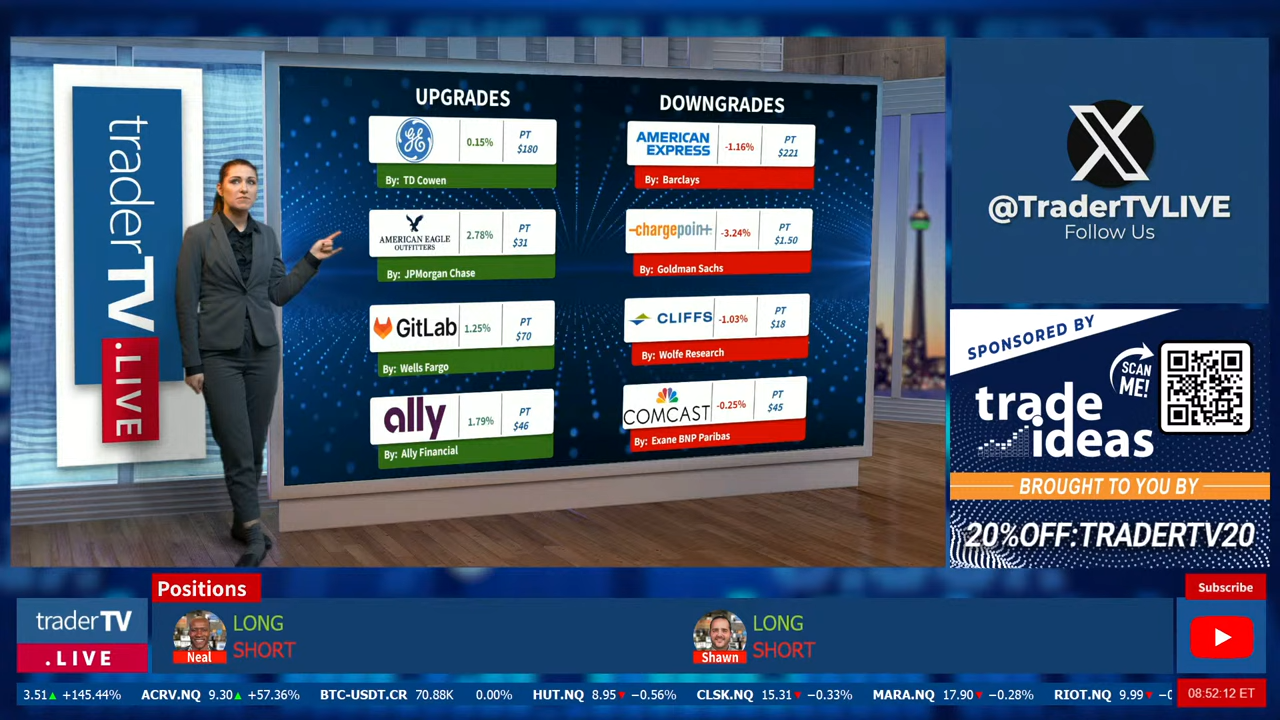 traderTV.LIVE
UPGRADES
GE
0.15%
PT
$180
By: TD Cowen
AMERICAN EAGLE
OUTFITTERS
2.78%
PT
$31
By: JPMorgan Chase
GitLab
1.25%
PT
$70
By: Wells Fargo
ally
1.79%
PT
$46
By: Ally Financial
DOWNGRADES
AMERICAN
EXPRESS
-1.16%
PT
$221
By: Barclays
-chargepoin+
-3.24%
PT
$1.50
By: Goldman Sachs
CLIFFS
-1.03%
PT
$18
By: Wolfe Research
COMCAST
-0.25%
PT
$45
By: Exane BNP Paribas
X
@TraderTVLIVE
Follow Us
SPONSORED BY
SCAN
ME!
trade
ideas
BROUGHT TO YOU BY
20%OFF:TRADERTV20
Positions
Subscribe
traderTV
.LIVE
Neal
LONG
SHORT
Shawn
LONG
SHORT
3.51▲ +145.44% ACRV.NQ 9.30▲ +57.36% BTC-USDT.CR 70.88K 0.00% HUT.NQ 8.95▼ −0.56% CLSK.NQ 15.31▼ −0.33% MARA.NQ 17.90▼ −0.28% RIOT.NQ 9.99▼ −0
08:52:12 ET